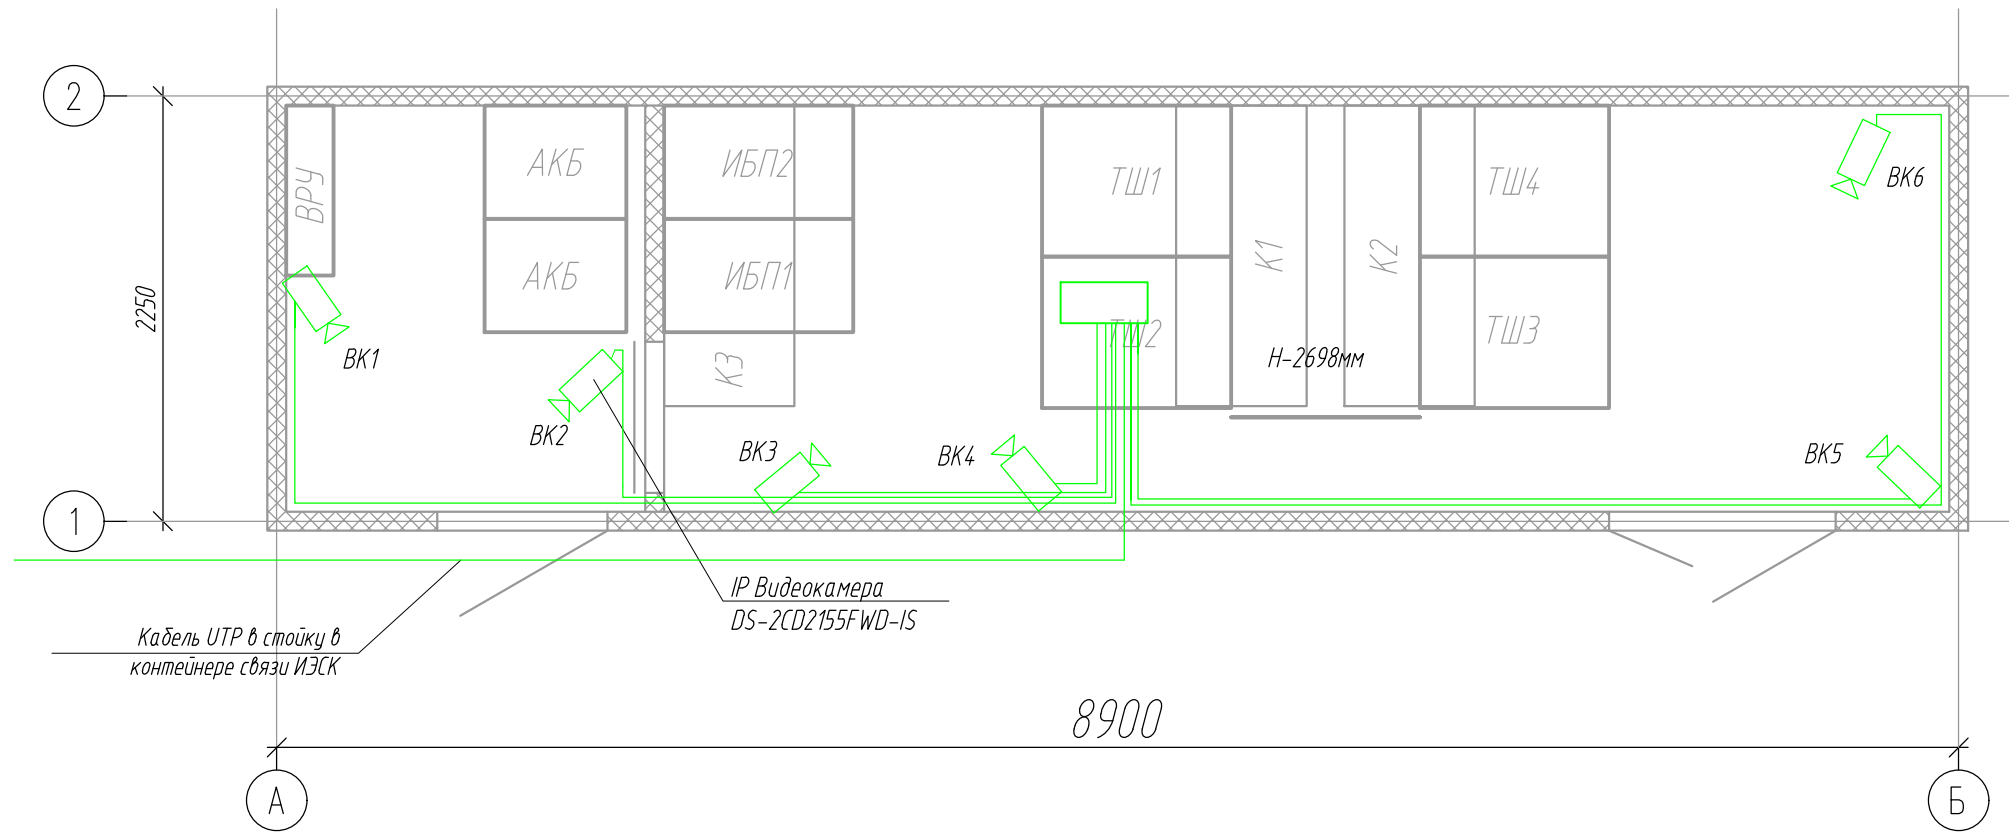 2
ВРУ
АКБ
ИБП2
ТШ1
ТШ4
ВК6
К1
К2
АКБ
ИБП1
2250
ТШ2
ТШ3
Н-2698мм
ВК1
К3
ВК2
ВК3
ВК4
ВК5
1
IP Видеокамера
DS-2CD2155FWD-IS
Кабель UTP в стойку в
контейнере связи ИЭСК
8900
А
Б